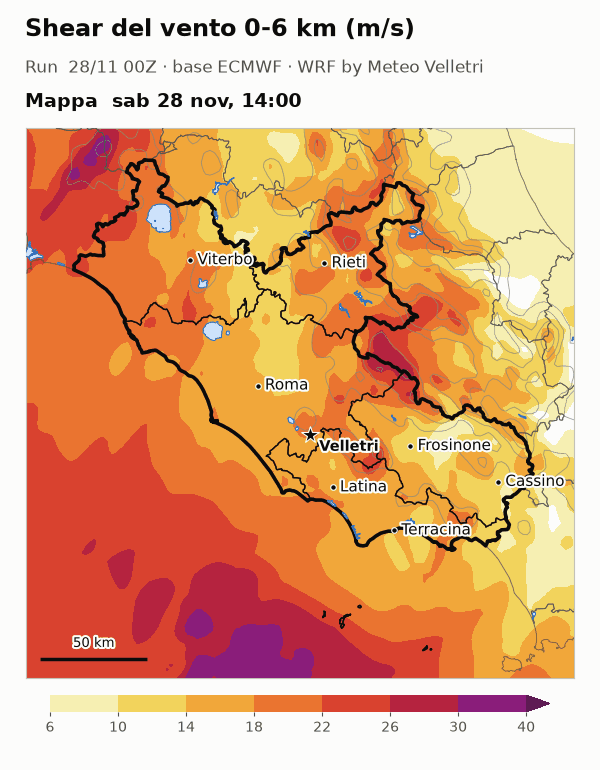 Shear del vento 0-6 km (m/s)
Run  28/11 00Z · base ECMWF · WRF by Meteo Velletri
Mappa  sab 28 nov, 14:00
Viterbo
Rieti
Roma
Velletri
Frosinone
Latina
Cassino
Terracina
50 km
6 10 14 18 22 26 30 40